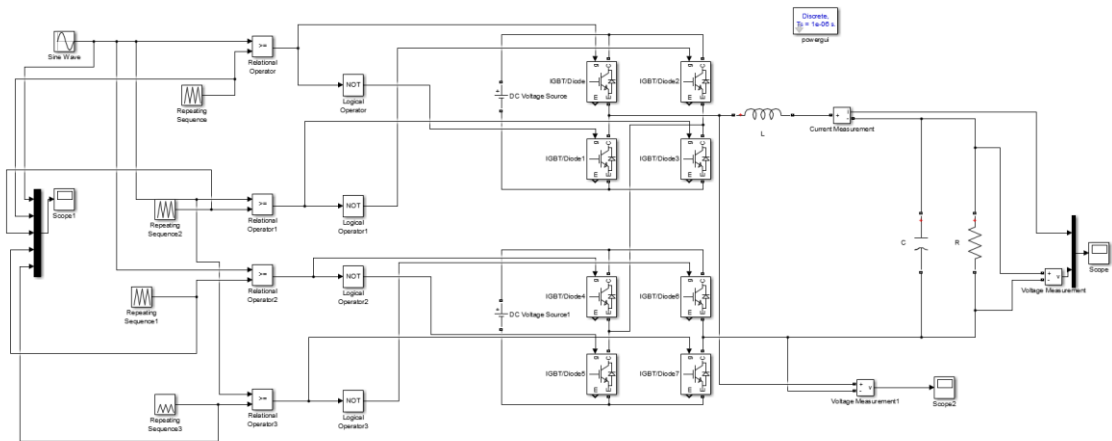 Discrete,
Ts = 1e-06 s.
powergui
Sine Wave
>=
Relational
Operator
Repeating
Sequence
NOT
Logical
Operator
g
C
E
IGBT/Diode
g
C
E
IGBT/Diode2
+
DC Voltage Source
g
C
E
IGBT/Diode1
g
C
E
IGBT/Diode3
L
+
-
i
Current Measurement
Scope1
Repeating
Sequence2
>=
Relational
Operator1
NOT
Logical
Operator1
Repeating
Sequence1
>=
Relational
Operator2
NOT
Logical
Operator2
g
C
E
IGBT/Diode4
g
C
E
IGBT/Diode6
+
DC Voltage Source1
g
C
E
IGBT/Diode5
g
C
E
IGBT/Diode7
C
R
+
-
v
Voltage Measurement
Scope
Repeating
Sequence3
>=
Relational
Operator3
NOT
Logical
Operator3
+
-
v
Voltage Measurement1
Scope2